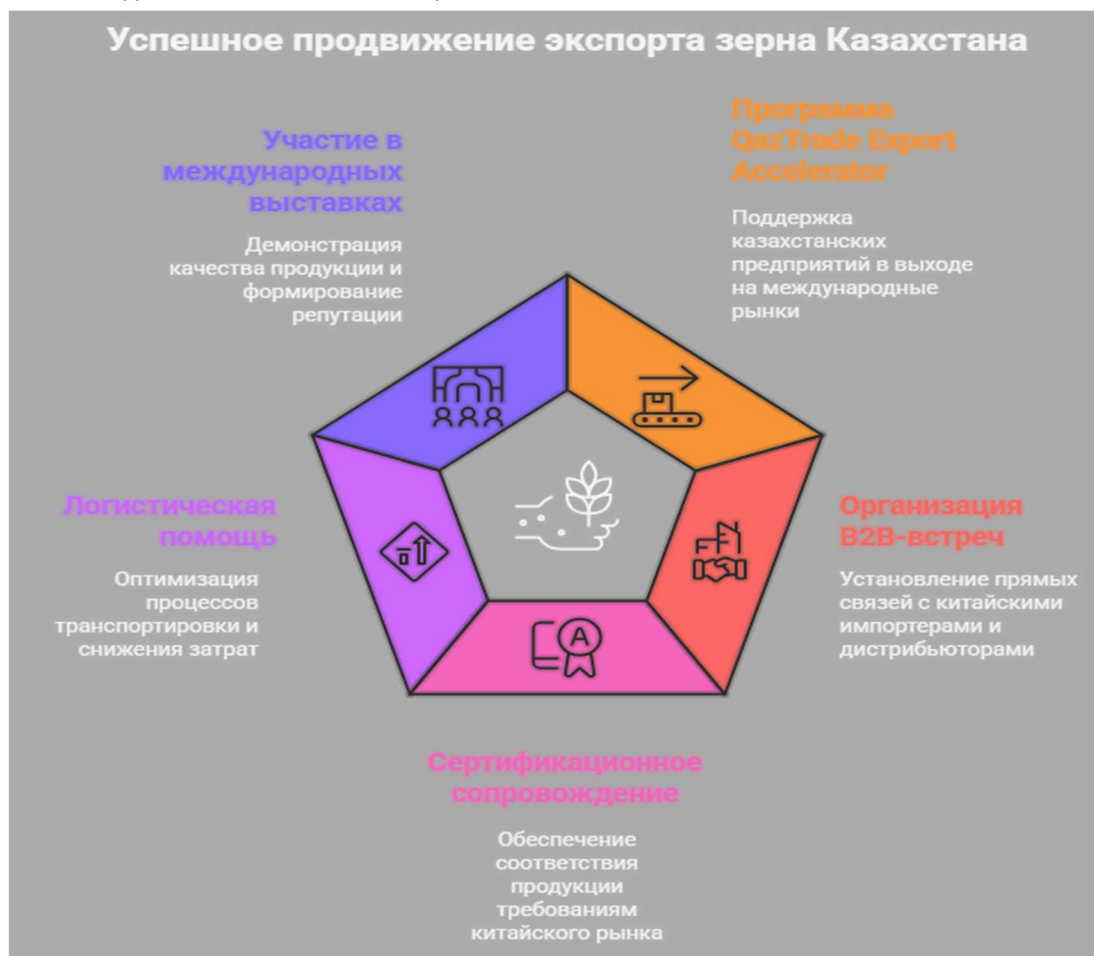 Успешное продвижение экспорта зерна Казахстана
Участие в
международных
выставках
Демонстрация
качества продукции и
формирование
репутации
Программа
QazTrade Export
Accelerator
Поддержка
казахстанских
предприятий в выходе
на международные
рынки
Логистическая
помощь
Оптимизация
процессов
транспортировки и
снижения затрат
Организация
B2B-встреч
Установление прямых
связей с китайскими
импортерами и
дистрибьюторами
A
Сертификационное
сопровождение
Обеспечение
соответствия
продукции
требованиям
китайского рынка